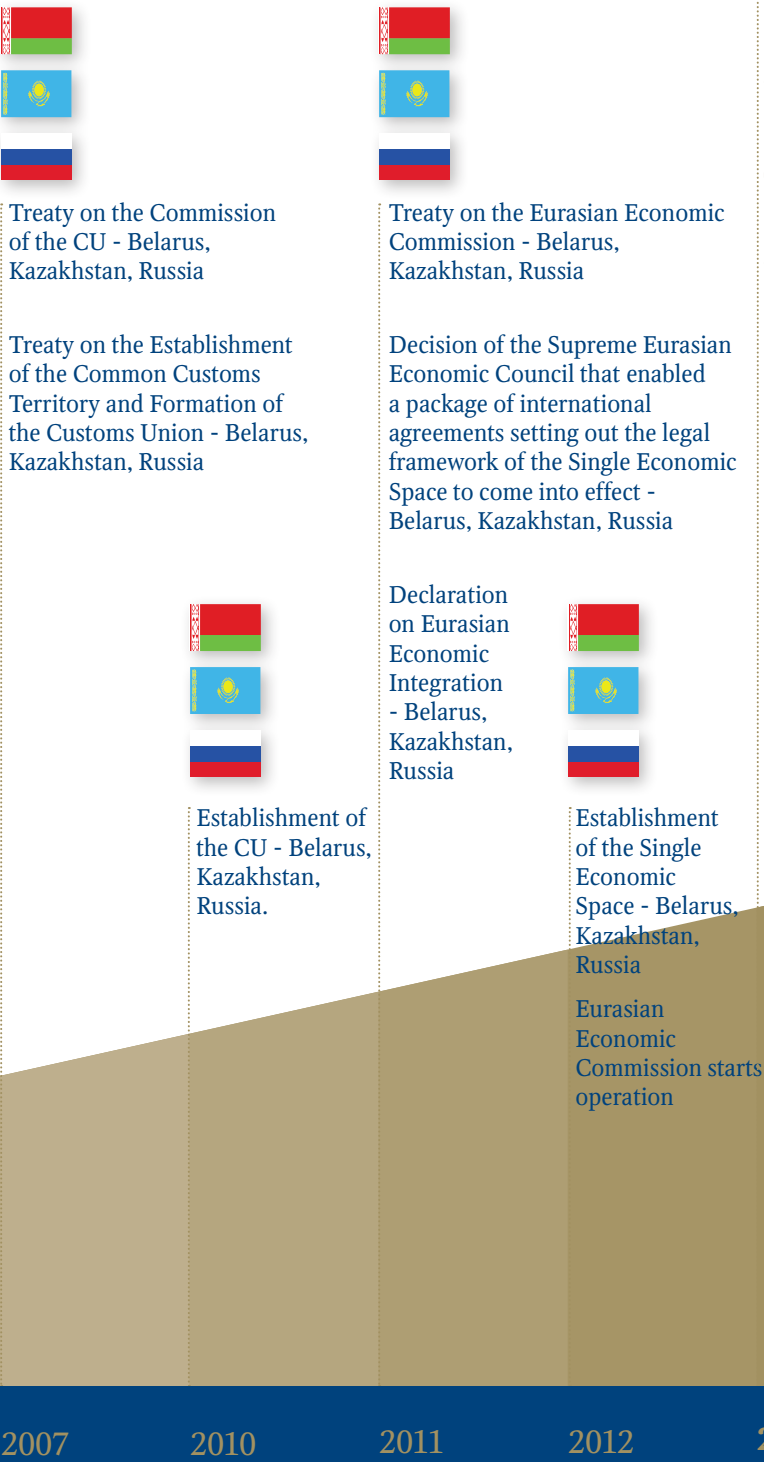 Treaty on the Commission
of the CU - Belarus,
Kazakhstan, Russia
Treaty on the Establishment
of the Common Customs
Territory and Formation of
the Customs Union - Belarus,
Kazakhstan, Russia
Establishment of
the CU - Belarus,
Kazakhstan,
Russia.
Treaty on the Eurasian Economic
Commission - Belarus,
Kazakhstan, Russia
Decision of the Supreme Eurasian
Economic Council that enabled
a package of international
agreements setting out the legal
framework of the Single Economic
Space to come into effect -
Belarus, Kazakhstan, Russia
Declaration
on Eurasian
Economic
Integration
- Belarus,
Kazakhstan,
Russia
Establishment
of the Single
Economic
Space - Belarus,
Kazakhstan,
Russia
Eurasian
Economic
Commission starts
operation
2007
2010
2011
2012